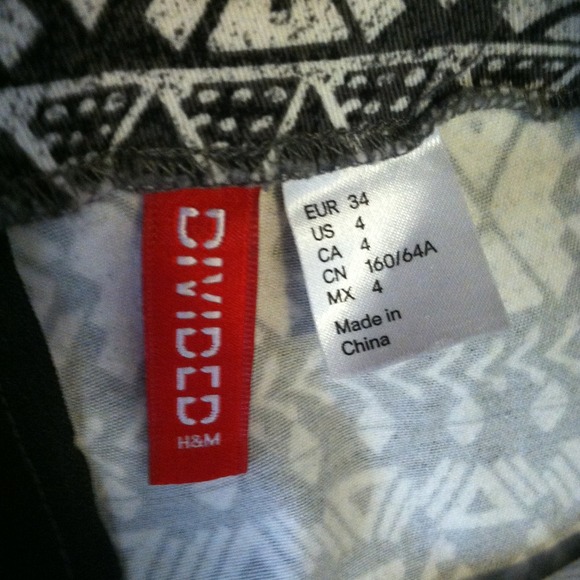 DIVIDED
H&M
EUR 34
US 4
CA 4
CN 160/64A
MX 4
Made in
China